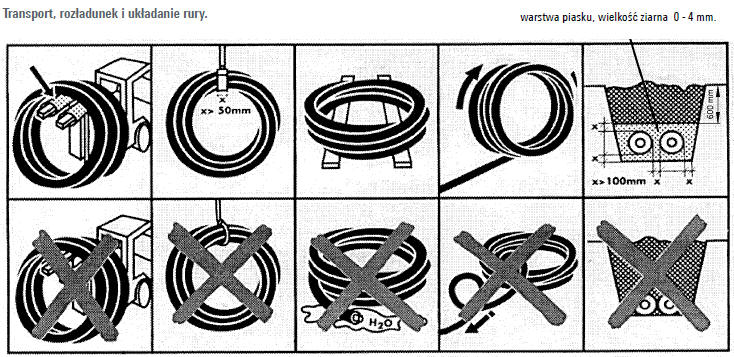 Transport, rozładunek i układanie rury.
warstwa piasku, wielkość ziarna 0 - 4 mm.
x
x> 50mm
600 mm
x
x
x>100mm x x
H₂O